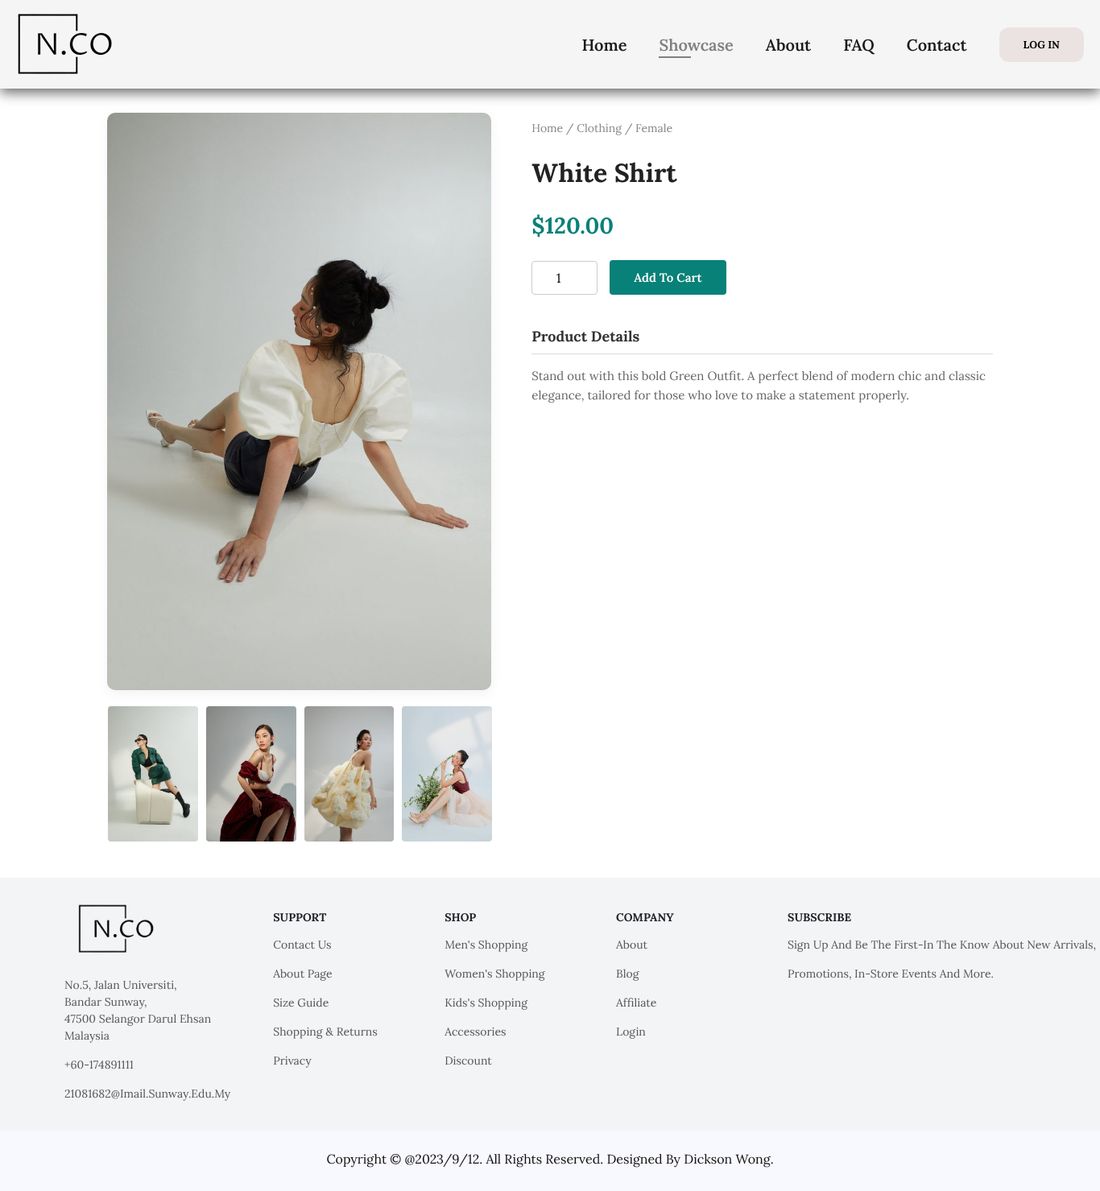 N.CO
Home
Showcase
About
FAQ
Contact
LOG IN
Home / Clothing / Female
White Shirt
$120.00
1
Add To Cart
Product Details
Stand out with this bold Green Outfit. A perfect blend of modern chic and classic
elegance, tailored for those who love to make a statement properly.
N.CO
No.5, Jalan Universiti,
Bandar Sunway,
47500 Selangor Darul Ehsan
Malaysia
+60-174891111
21081682@Imail.Sunway.Edu.My
SUPPORT
Contact Us
About Page
Size Guide
Shopping & Returns
Privacy
SHOP
Men's Shopping
Women's Shopping
Kid's Shopping
Accessories
Discount
COMPANY
About
Blog
Affiliate
Login
SUBSCRIBE
Sign Up And Be The First-In The Know About New Arrivals,
Promotions, In-Store Events And More.
Copyright © @2023/9/12. All Rights Reserved. Designed By Dickson Wong.